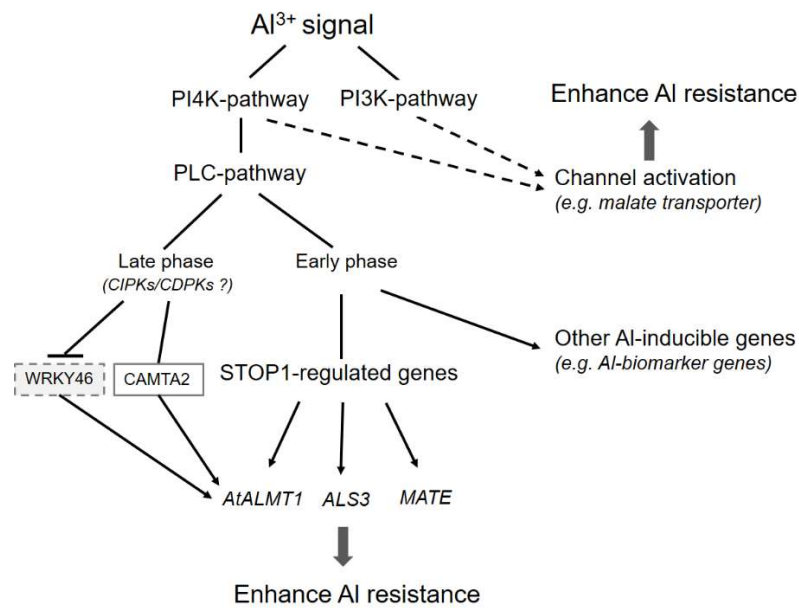 Al³⁺ signal
PI4K-pathway
PI3K-pathway
Enhance Al resistance
PLC-pathway
Channel activation
(e.g. malate transporter)
Late phase
(CIPKs/CDPKs ?)
Early phase
Other Al-inducible genes
(e.g. Al-biomarker genes)
WRKY46
CAMTA2
STOP1-regulated genes
AtALMT1
ALS3
MATE
Enhance Al resistance